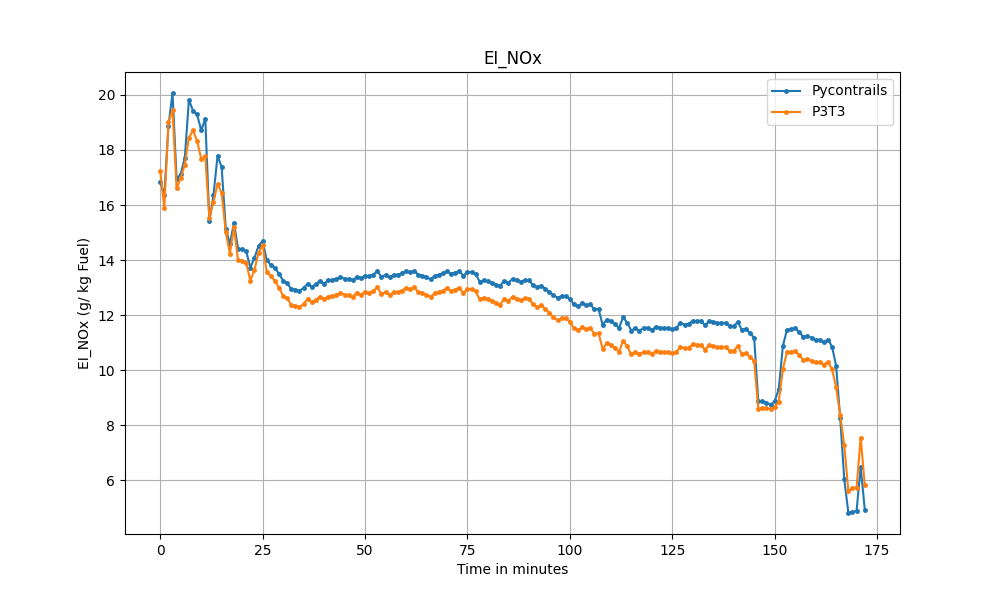 EI_NOx
Pycontrails
P3T3
EI_NOx (g/ kg Fuel)
20
18
16
14
12
10
8
6
0 25 50 75 100 125 150 175
Time in minutes